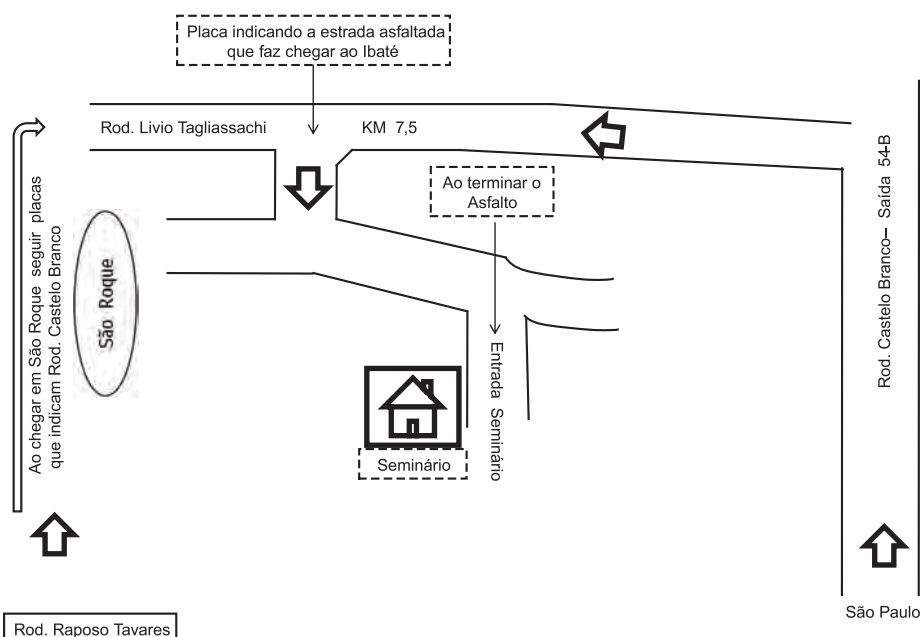 Placa indicando a estrada asfaltada
que faz chegar ao Ibaté
Rod. Livio Tagliassachi
KM 7,5
Ao terminar o
Asfalto
Ao chegar em São Roque seguir placas
que indicam Rod. Castelo Branco
São Roque
Rod. Castelo Branco– Saída 54-B
Entrada Seminário
Seminário
São Paulo
Rod. Raposo Tavares